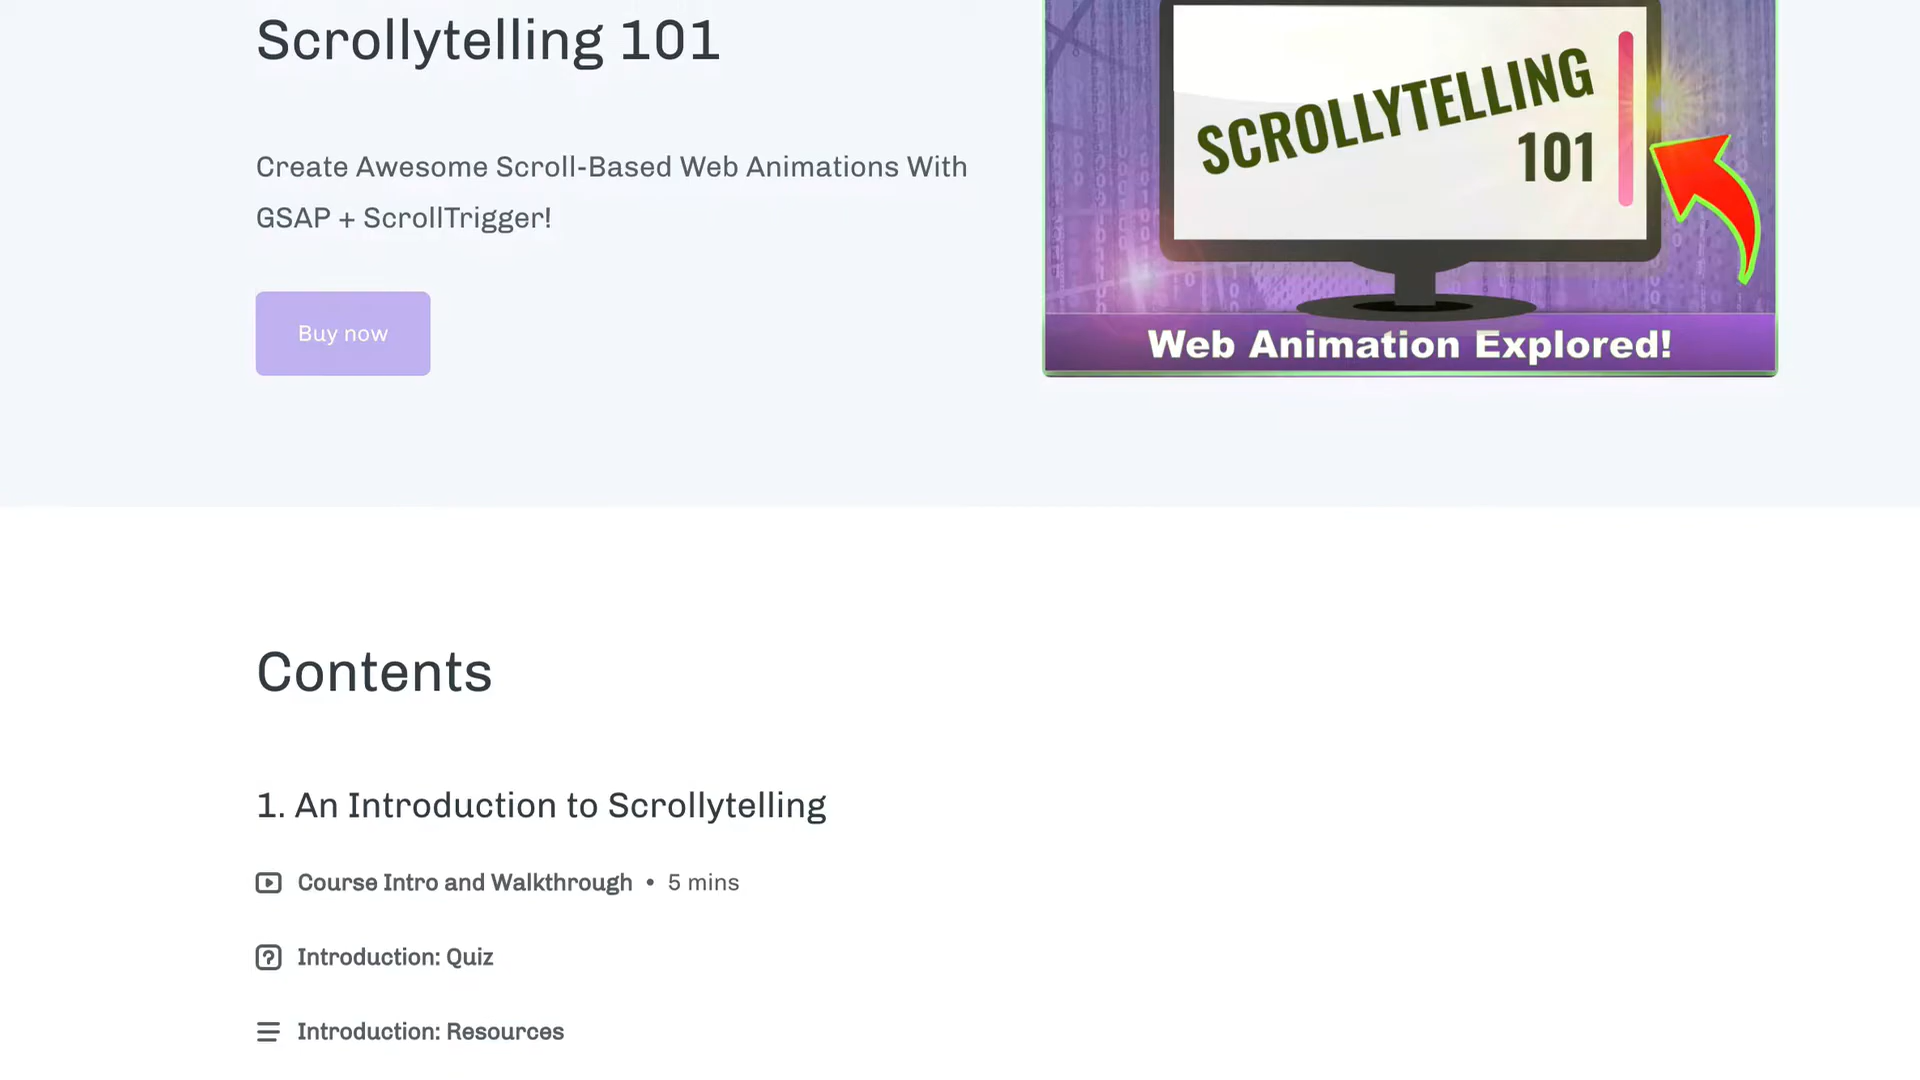 Scrollytelling 101
Create Awesome Scroll-Based Web Animations With
GSAP + ScrollTrigger!
Buy now
SCROLLYTELLING
101
Web Animation Explored!
Contents
1. An Introduction to Scrollytelling
Course Intro and Walkthrough • 5 mins
Introduction: Quiz
Introduction: Resources